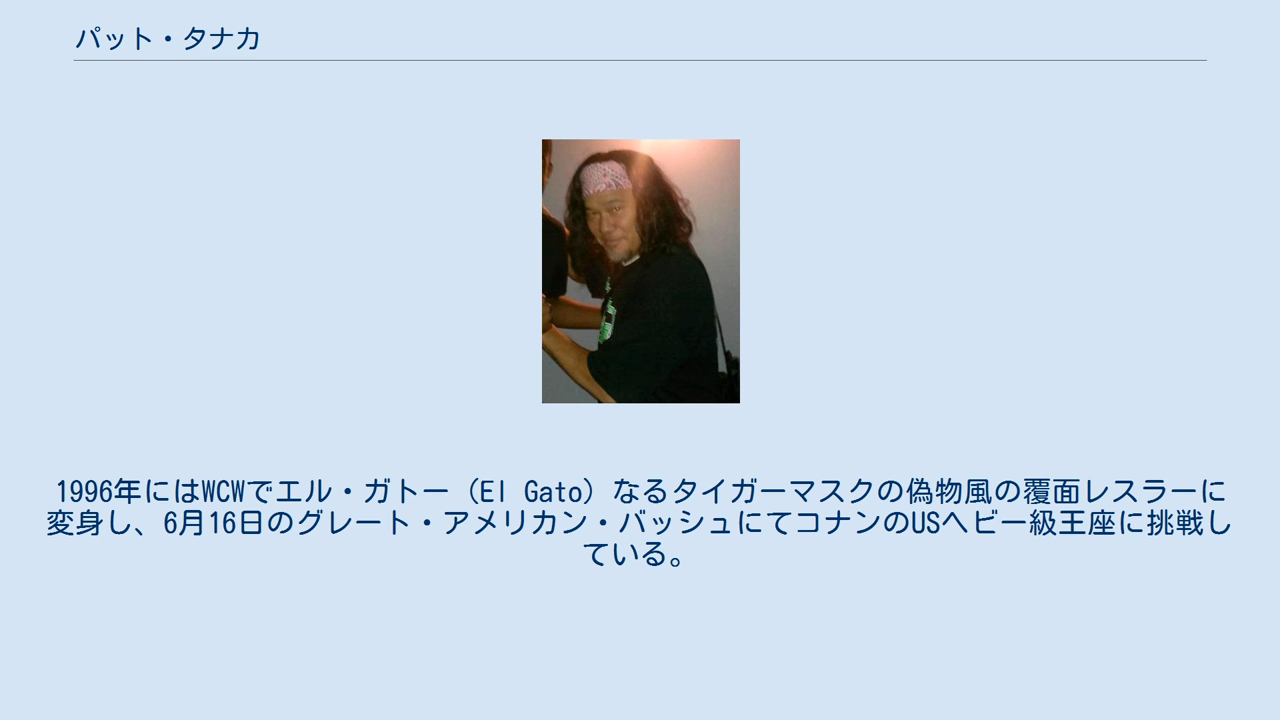 パット・タナカ
1996年にはWCWでエル・ガトー（El Gato）なるタイガーマスクの偽物風の覆面レスラーに
変身し、6月16日のグレート・アメリカン・バッシュにてコナンのUSヘビー級王座に挑戦し
ている。